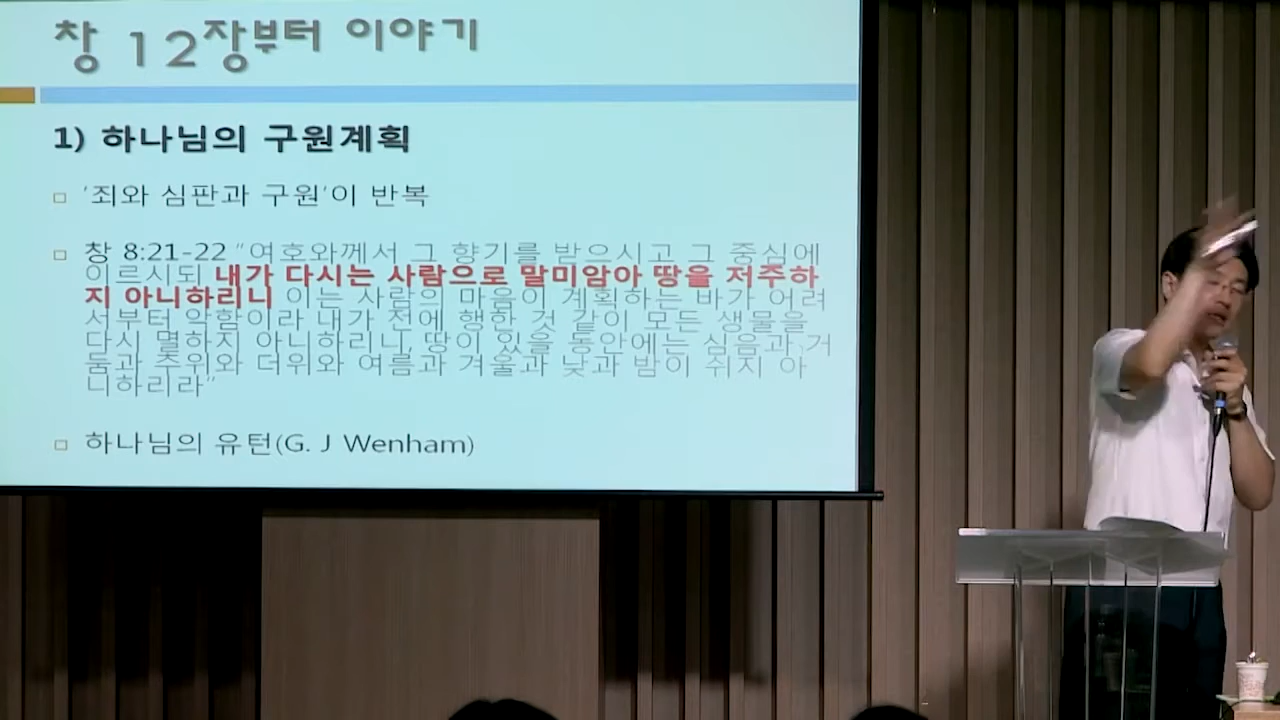 창 12장부터 이야기
1) 하나님의 구원계획
'죄와 심판과 구원'이 반복
창 8:21-22 "여호와께서 그 향기를 받으시고 그 중심에
이르시되 내가 다시는 사람으로 말미암아 땅을 저주하
지 아니하리니 이는 사람의 마음이 계획하는 바가 어려
서부터 악함이라 내가 전에 행한 것 같이 모든 생물을
다시 멸하지 아니하리니, 땅이 있을 동안에는 심음과 거
둠과 추위와 더위와 여름과 겨울과 낮과 밤이 쉬지 아
니하리라"
하나님의 유턴(G. J Wenham)